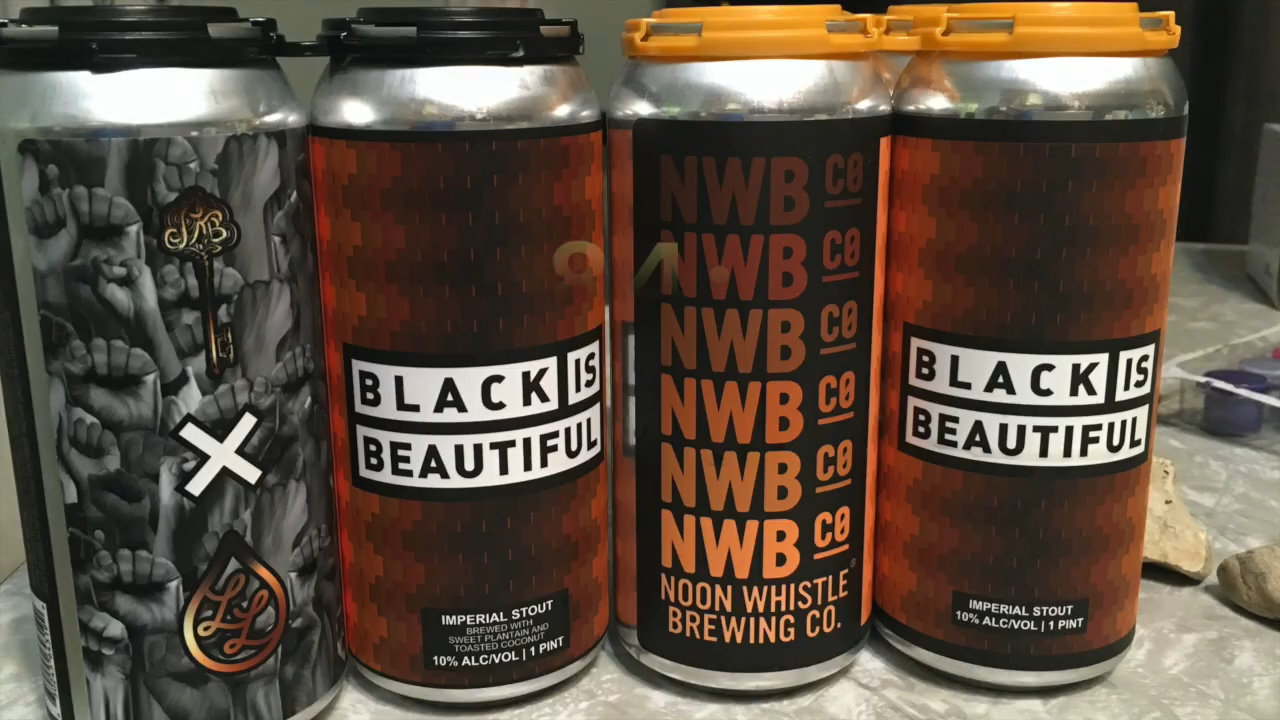 SKB
X
LL
BLACK IS
BEAUTIFUL
IMPERIAL STOUT
BREWED WITH
SWEET PLANTAIN AND
TOASTED COCONUT
10% ALC/VOL | 1 PINT
NWB CO
NWB CO
NWB CO
NWB CO
NWB CO
NWB CO
NOON WHISTLE®
BREWING CO.
BLACK IS
BEAUTIFUL
IMPERIAL STOUT
10% ALC/VOL | 1 PINT